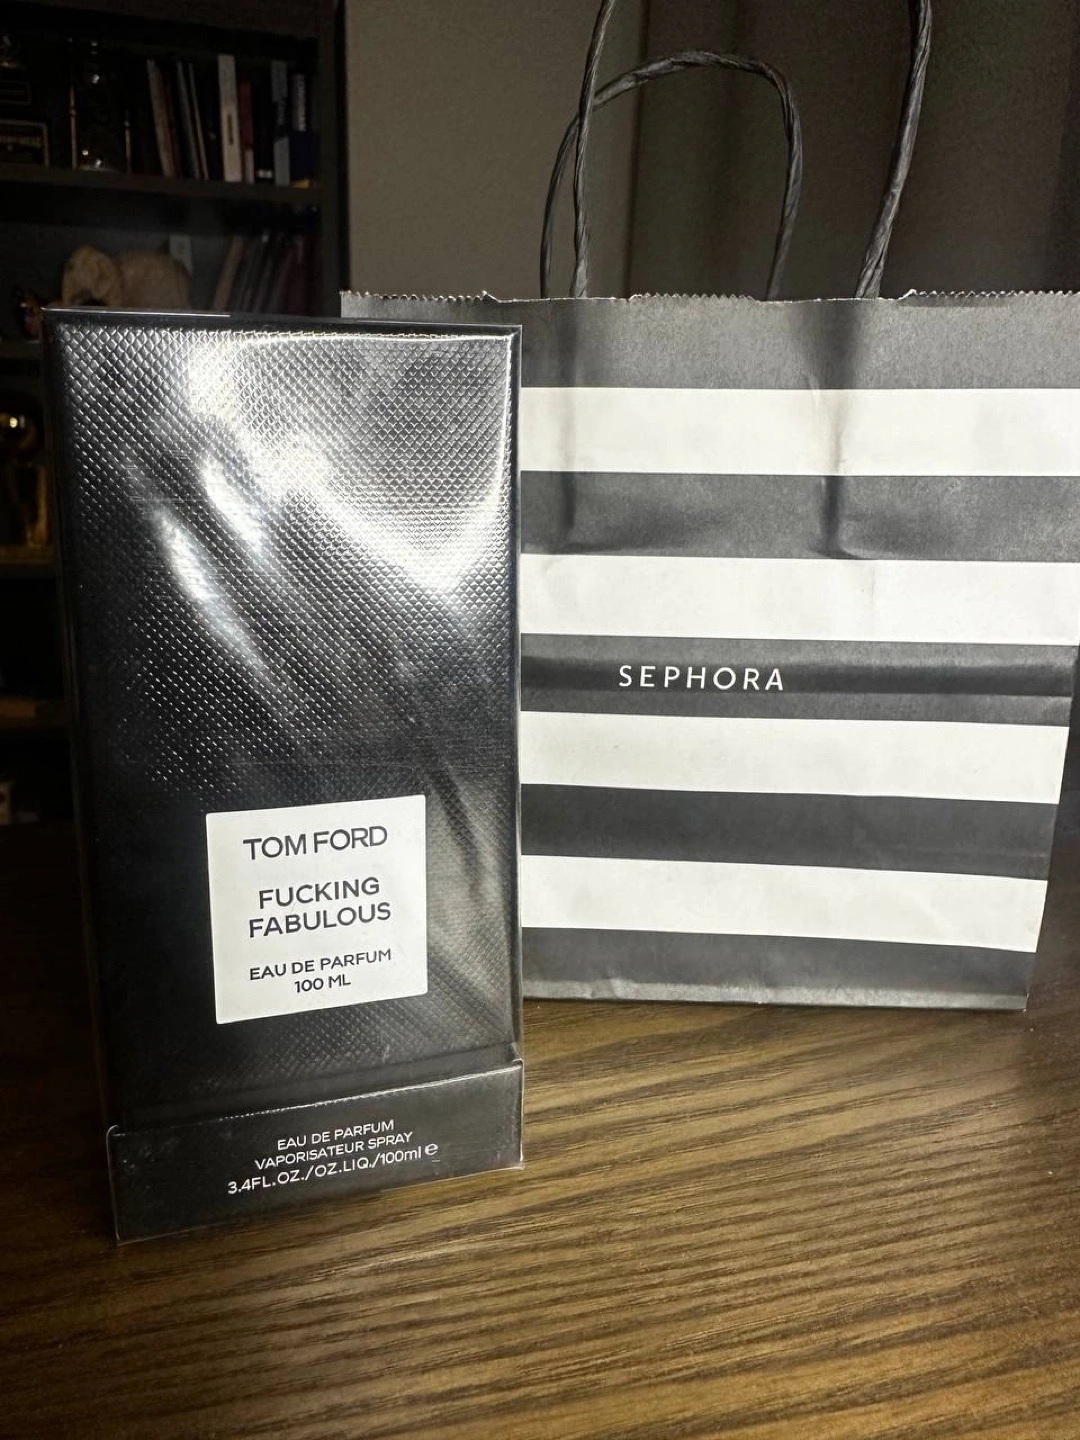 TOM FORD
FUCKING
FABULOUS
EAU DE PARFUM
100 ML
EAU DE PARFUM
VAPORISATEUR SPRAY
3.4FL.OZ./OZ.LIQ./100ml ℮
SEPHORA